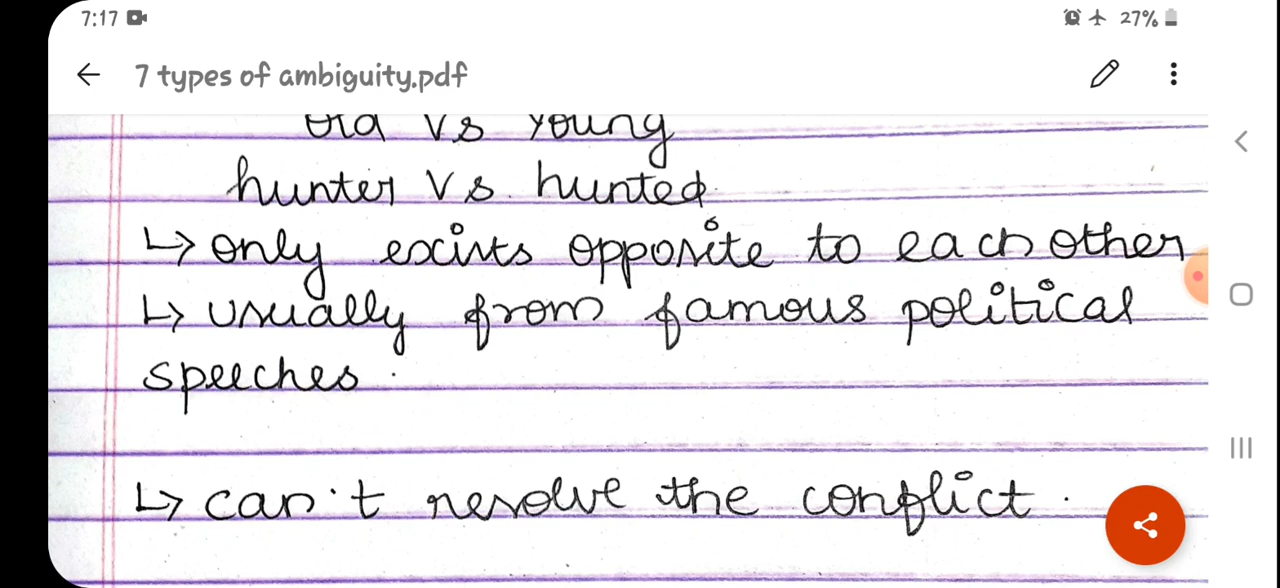 7:17 27%
7 types of ambiguity.pdf
old vs young
hunter vs hunted
↳ only exists opposite to each other
↳ usually from famous political
speeches.
↳ can't resolve the conflict.